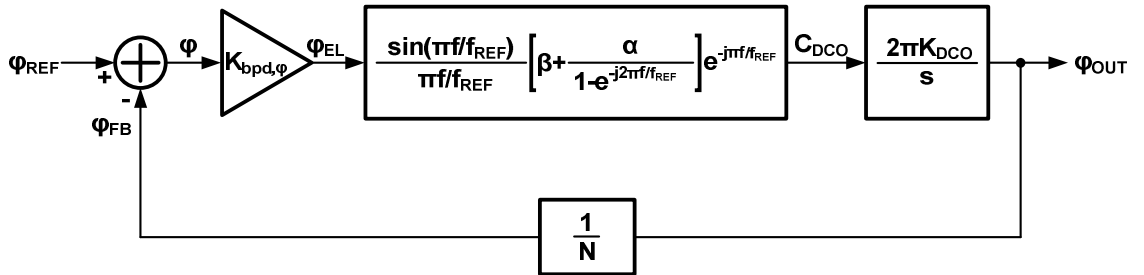 φREF
+
-
φ
Kbpd,φ
φEL
sin(πf/fREF)
πf/fREF
[β+ α
1-e-j2πf/fREF
] e-jπf/fREF
CDCO
2πKDCO
s
φOUT
φFB
1
N